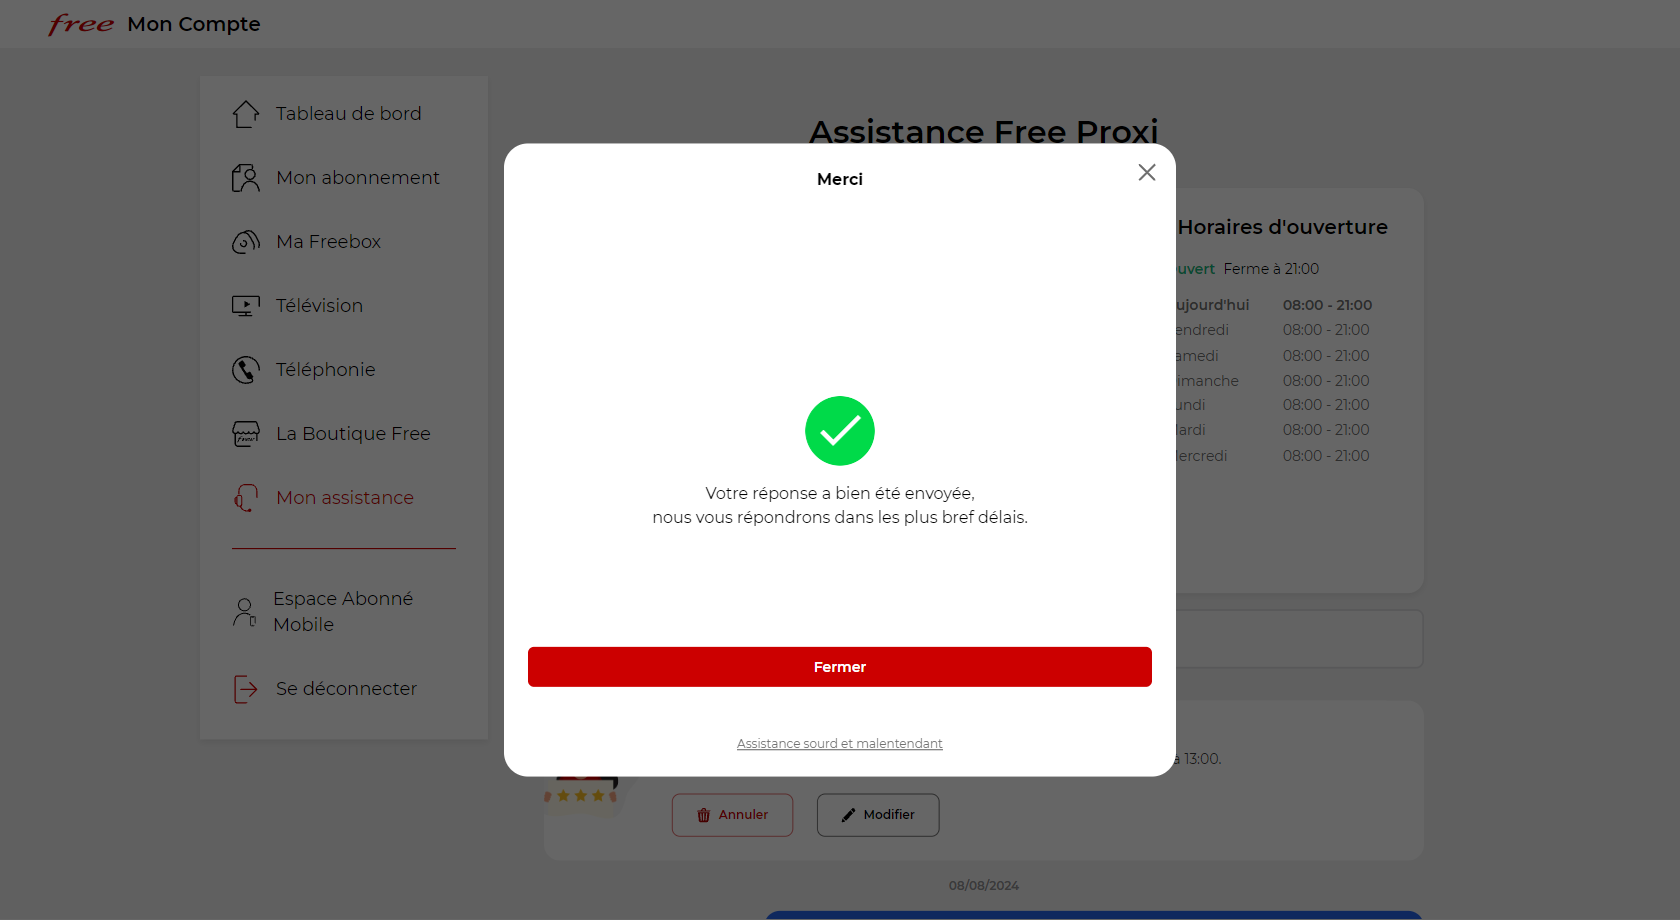 free Mon Compte
Tableau de bord
Mon abonnement
Ma Freebox
Télévision
Téléphonie
La Boutique Free
Mon assistance
Espace Abonné
Mobile
Se déconnecter
Assistance Free Proxi
Merci
Votre réponse a bien été envoyée,
nous vous répondrons dans les plus bref délais.
Fermer
Assistance sourd et malentendant
Horaires d'ouverture
uvert Ferme à 21:00
ujourd'hui 08:00 - 21:00
endredi 08:00 - 21:00
amedi 08:00 - 21:00
imanche 08:00 - 21:00
undi 08:00 - 21:00
ardi 08:00 - 21:00
ercredi 08:00 - 21:00
à 13:00.
Annuler Modifier
08/08/2024